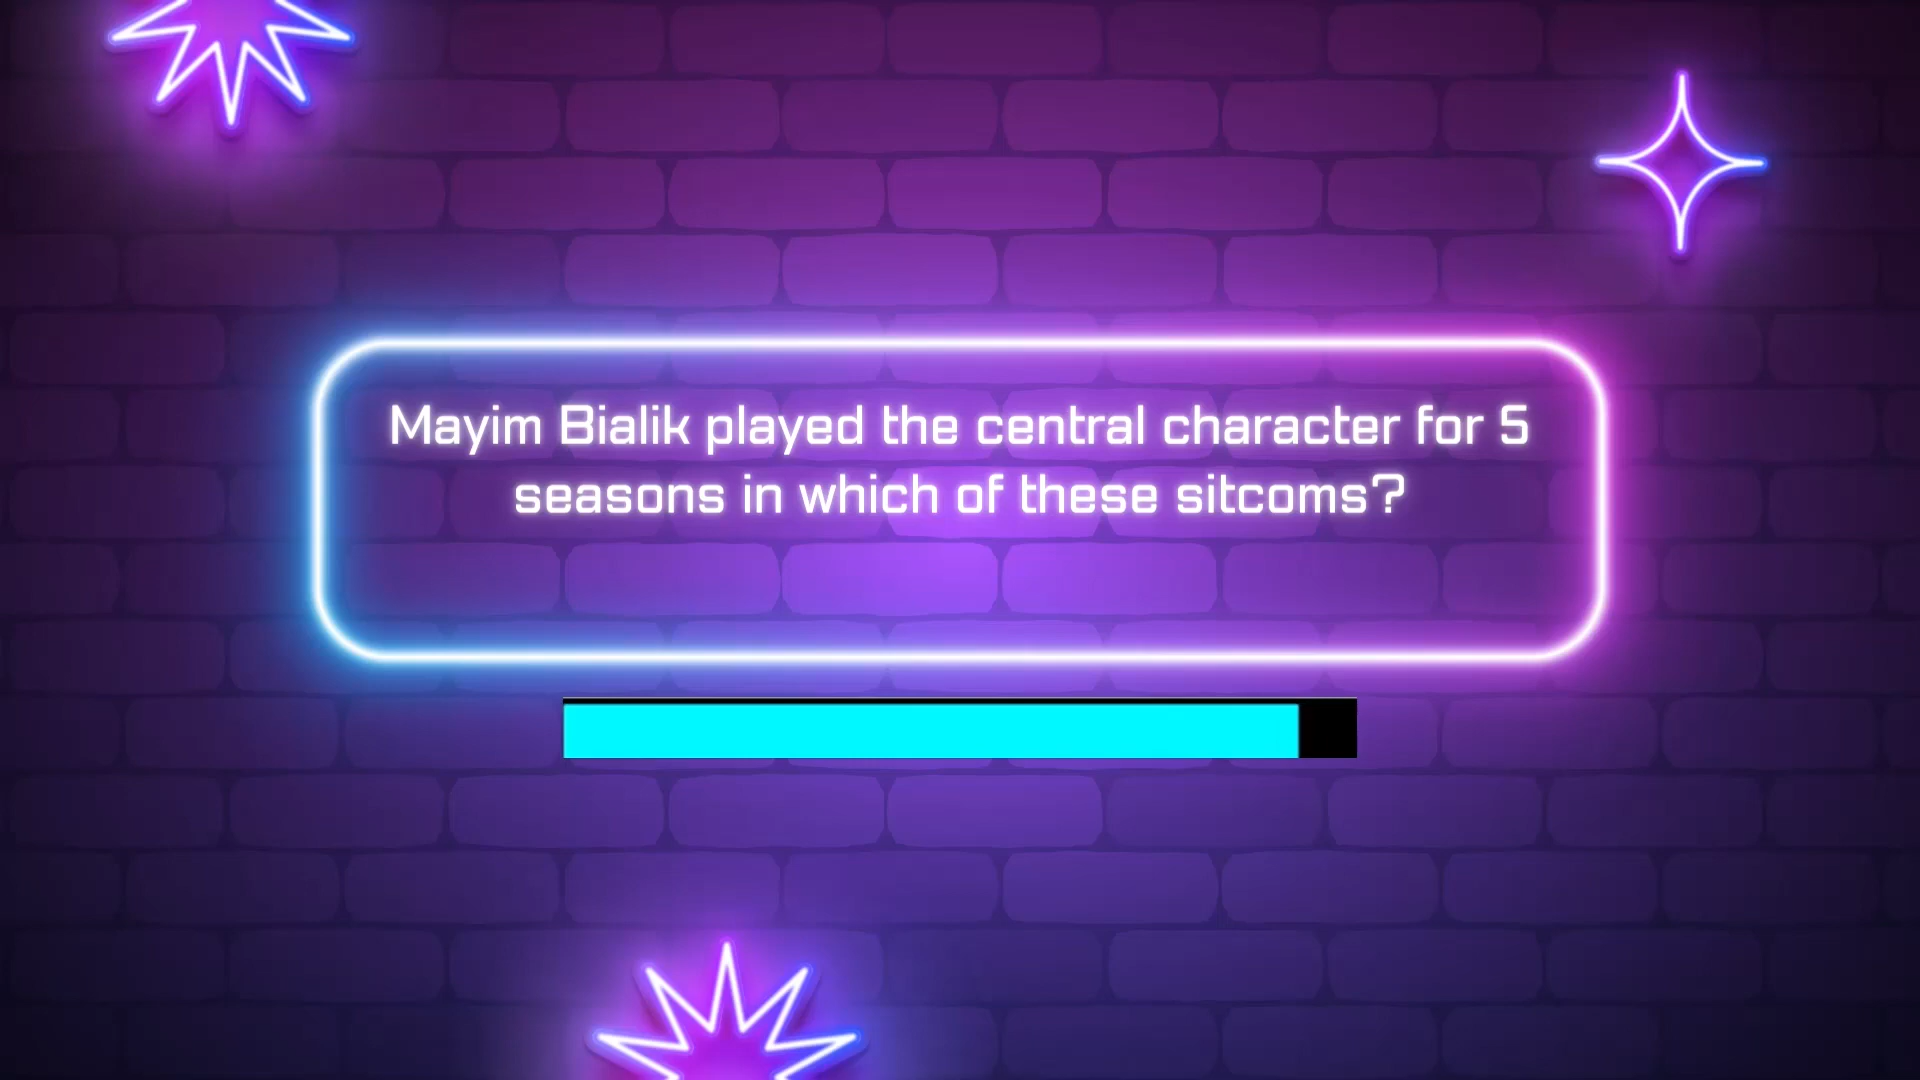 Mayim Bialik played the central character for 5
seasons in which of these sitcoms?